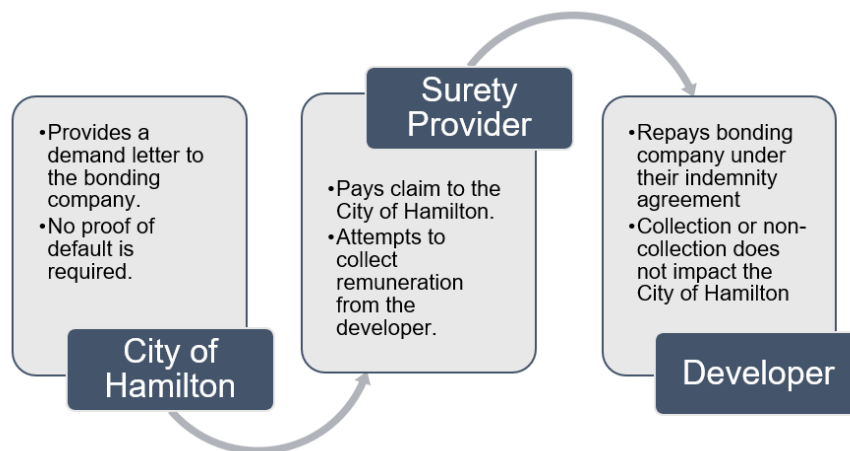 •Provides a
demand letter to
the bonding
company.
•No proof of
default is
required.
City of
Hamilton
Surety
Provider
•Pays claim to the
City of Hamilton.
•Attempts to
collect
remuneration
from the
developer.
•Repays bonding
company under
their indemnity
agreement
•Collection or non-
collection does
not impact the
City of Hamilton
Developer